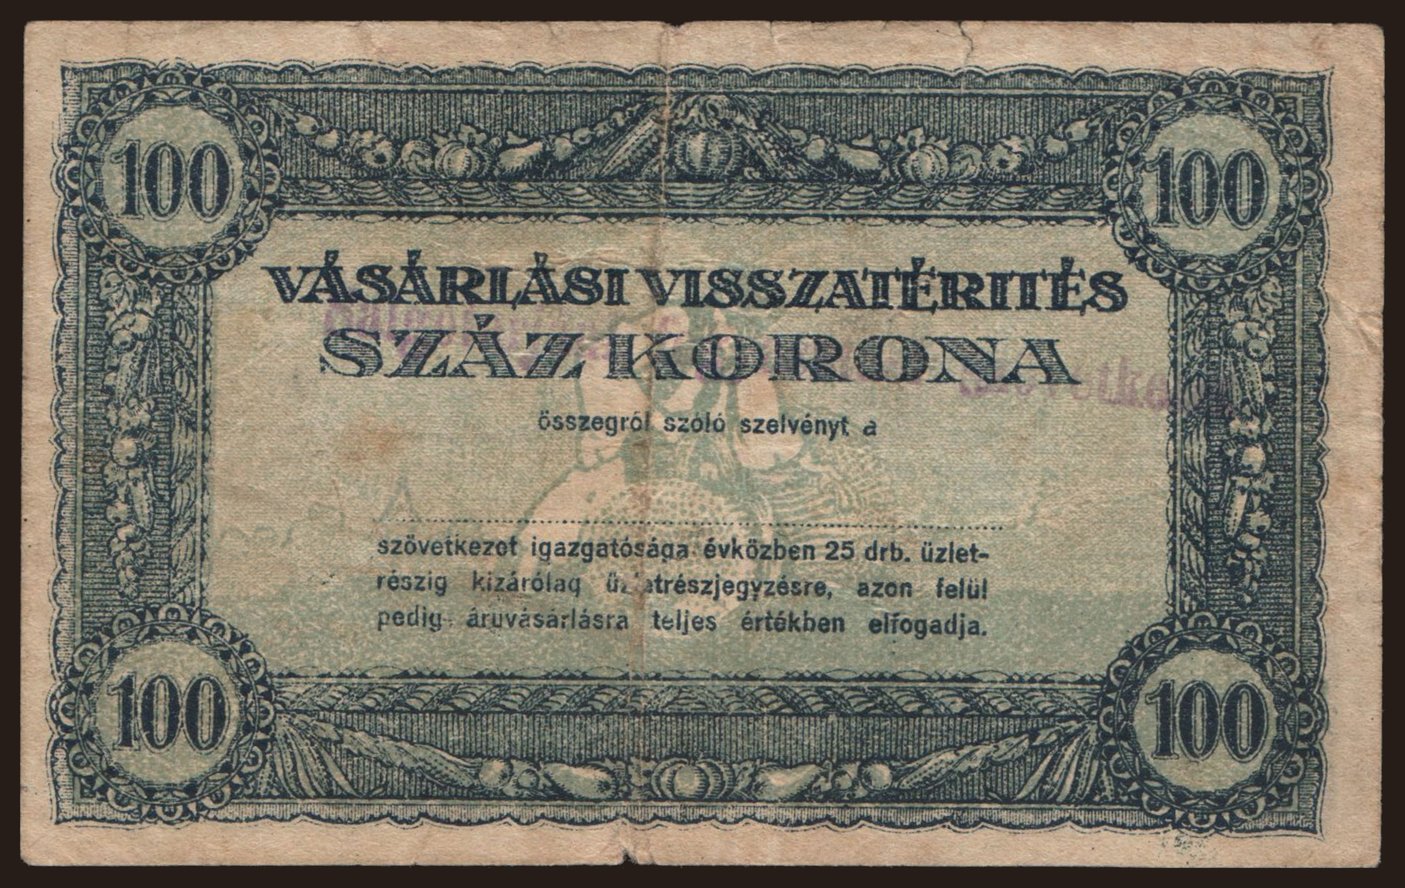 100 100
VÁSÁRLÁSI VISSZATÉRITÉS
SZÁZ KORONA
összegről szóló szelvényt a
szövetkezet igazgatósága évközben 25 drb. üzlet-
részig kizárólag üzletrészjegyzésre, azon felül
pedig áruvásárlásra teljes értékben elfogadja.
100 100